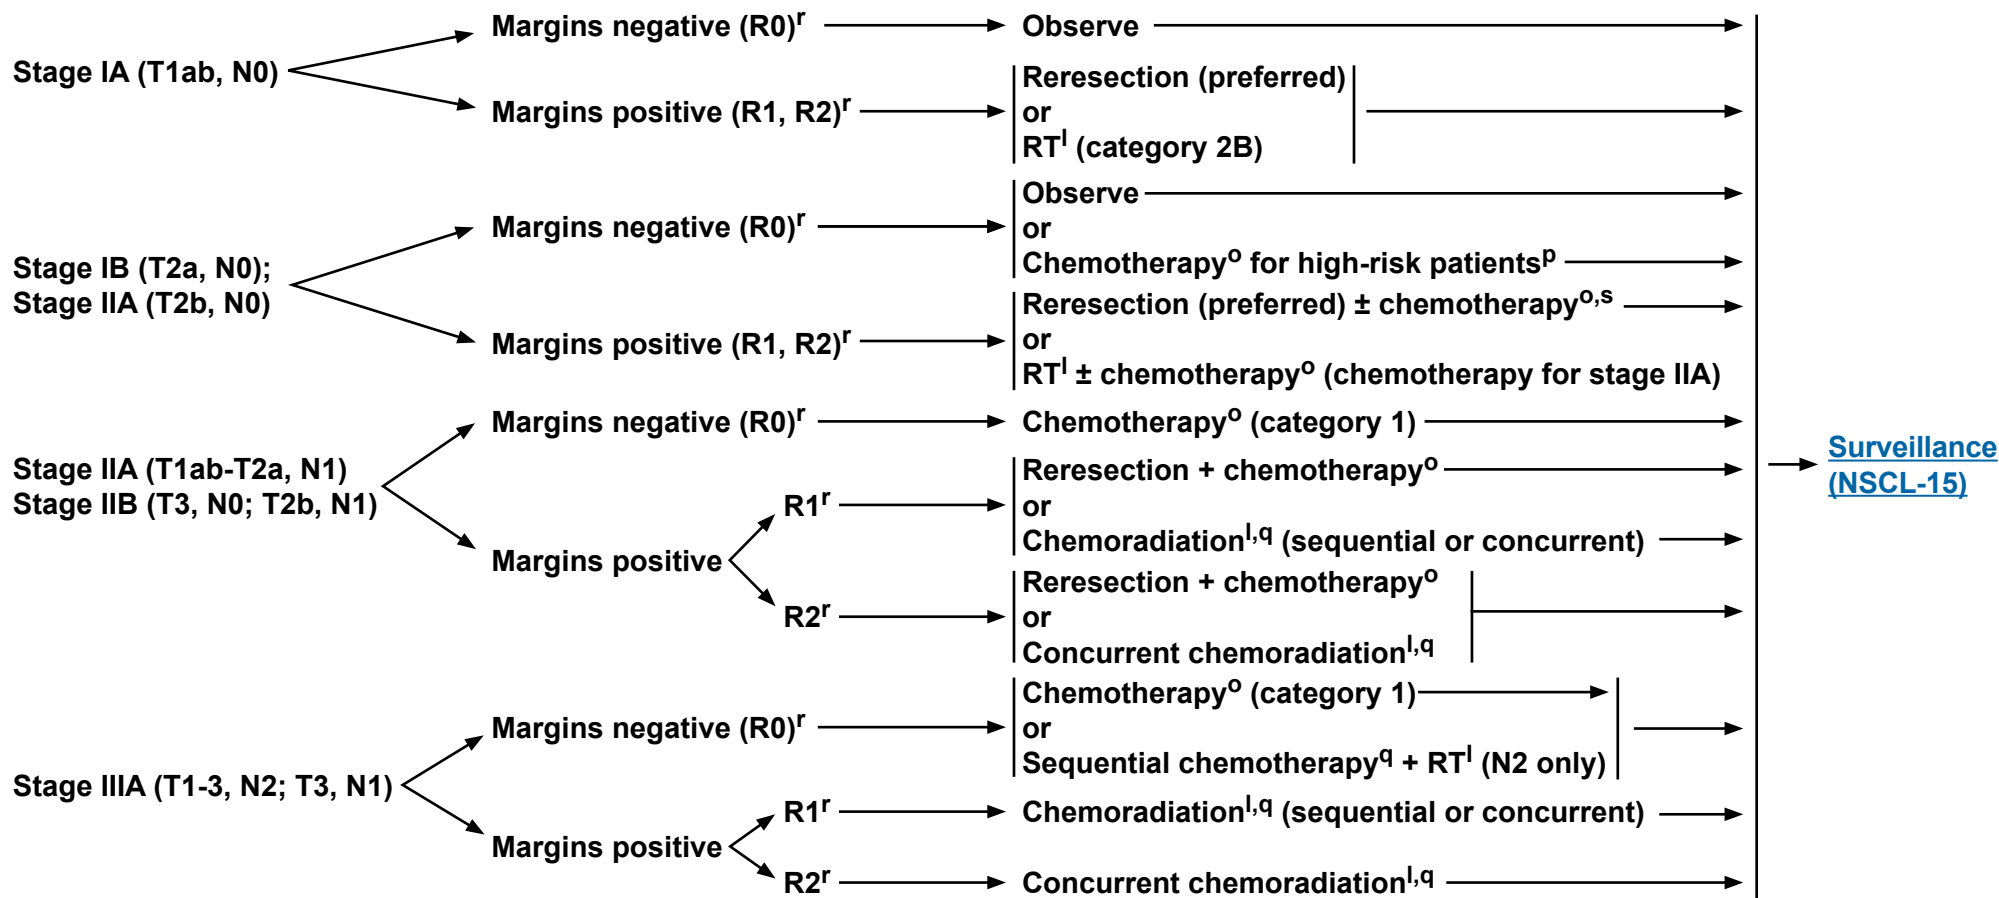 Stage IA (T1ab, N0)
Margins negative (R0)r
Observe
Margins positive (R1, R2)r
Reresection (preferred)
or
RTl (category 2B)
Stage IB (T2a, N0);
Stage IIA (T2b, N0)
Margins negative (R0)r
Observe
or
Chemotherapyo for high-risk patientsp
Margins positive (R1, R2)r
Reresection (preferred) ± chemotherapyo,s
or
RTl ± chemotherapyo (chemotherapy for stage IIA)
Stage IIA (T1ab-T2a, N1)
Stage IIB (T3, N0; T2b, N1)
Margins negative (R0)r
Chemotherapyo (category 1)
Margins positive
R1r
Reresection + chemotherapyo
or
Chemoradiationl,q (sequential or concurrent)
R2r
Reresection + chemotherapyo
or
Concurrent chemoradiationl,q
Stage IIIA (T1-3, N2; T3, N1)
Margins negative (R0)r
Chemotherapyo (category 1)
or
Sequential chemotherapyq + RTl (N2 only)
Margins positive
R1r
Chemoradiationl,q (sequential or concurrent)
R2r
Concurrent chemoradiationl,q
Surveillance
(NSCL-15)